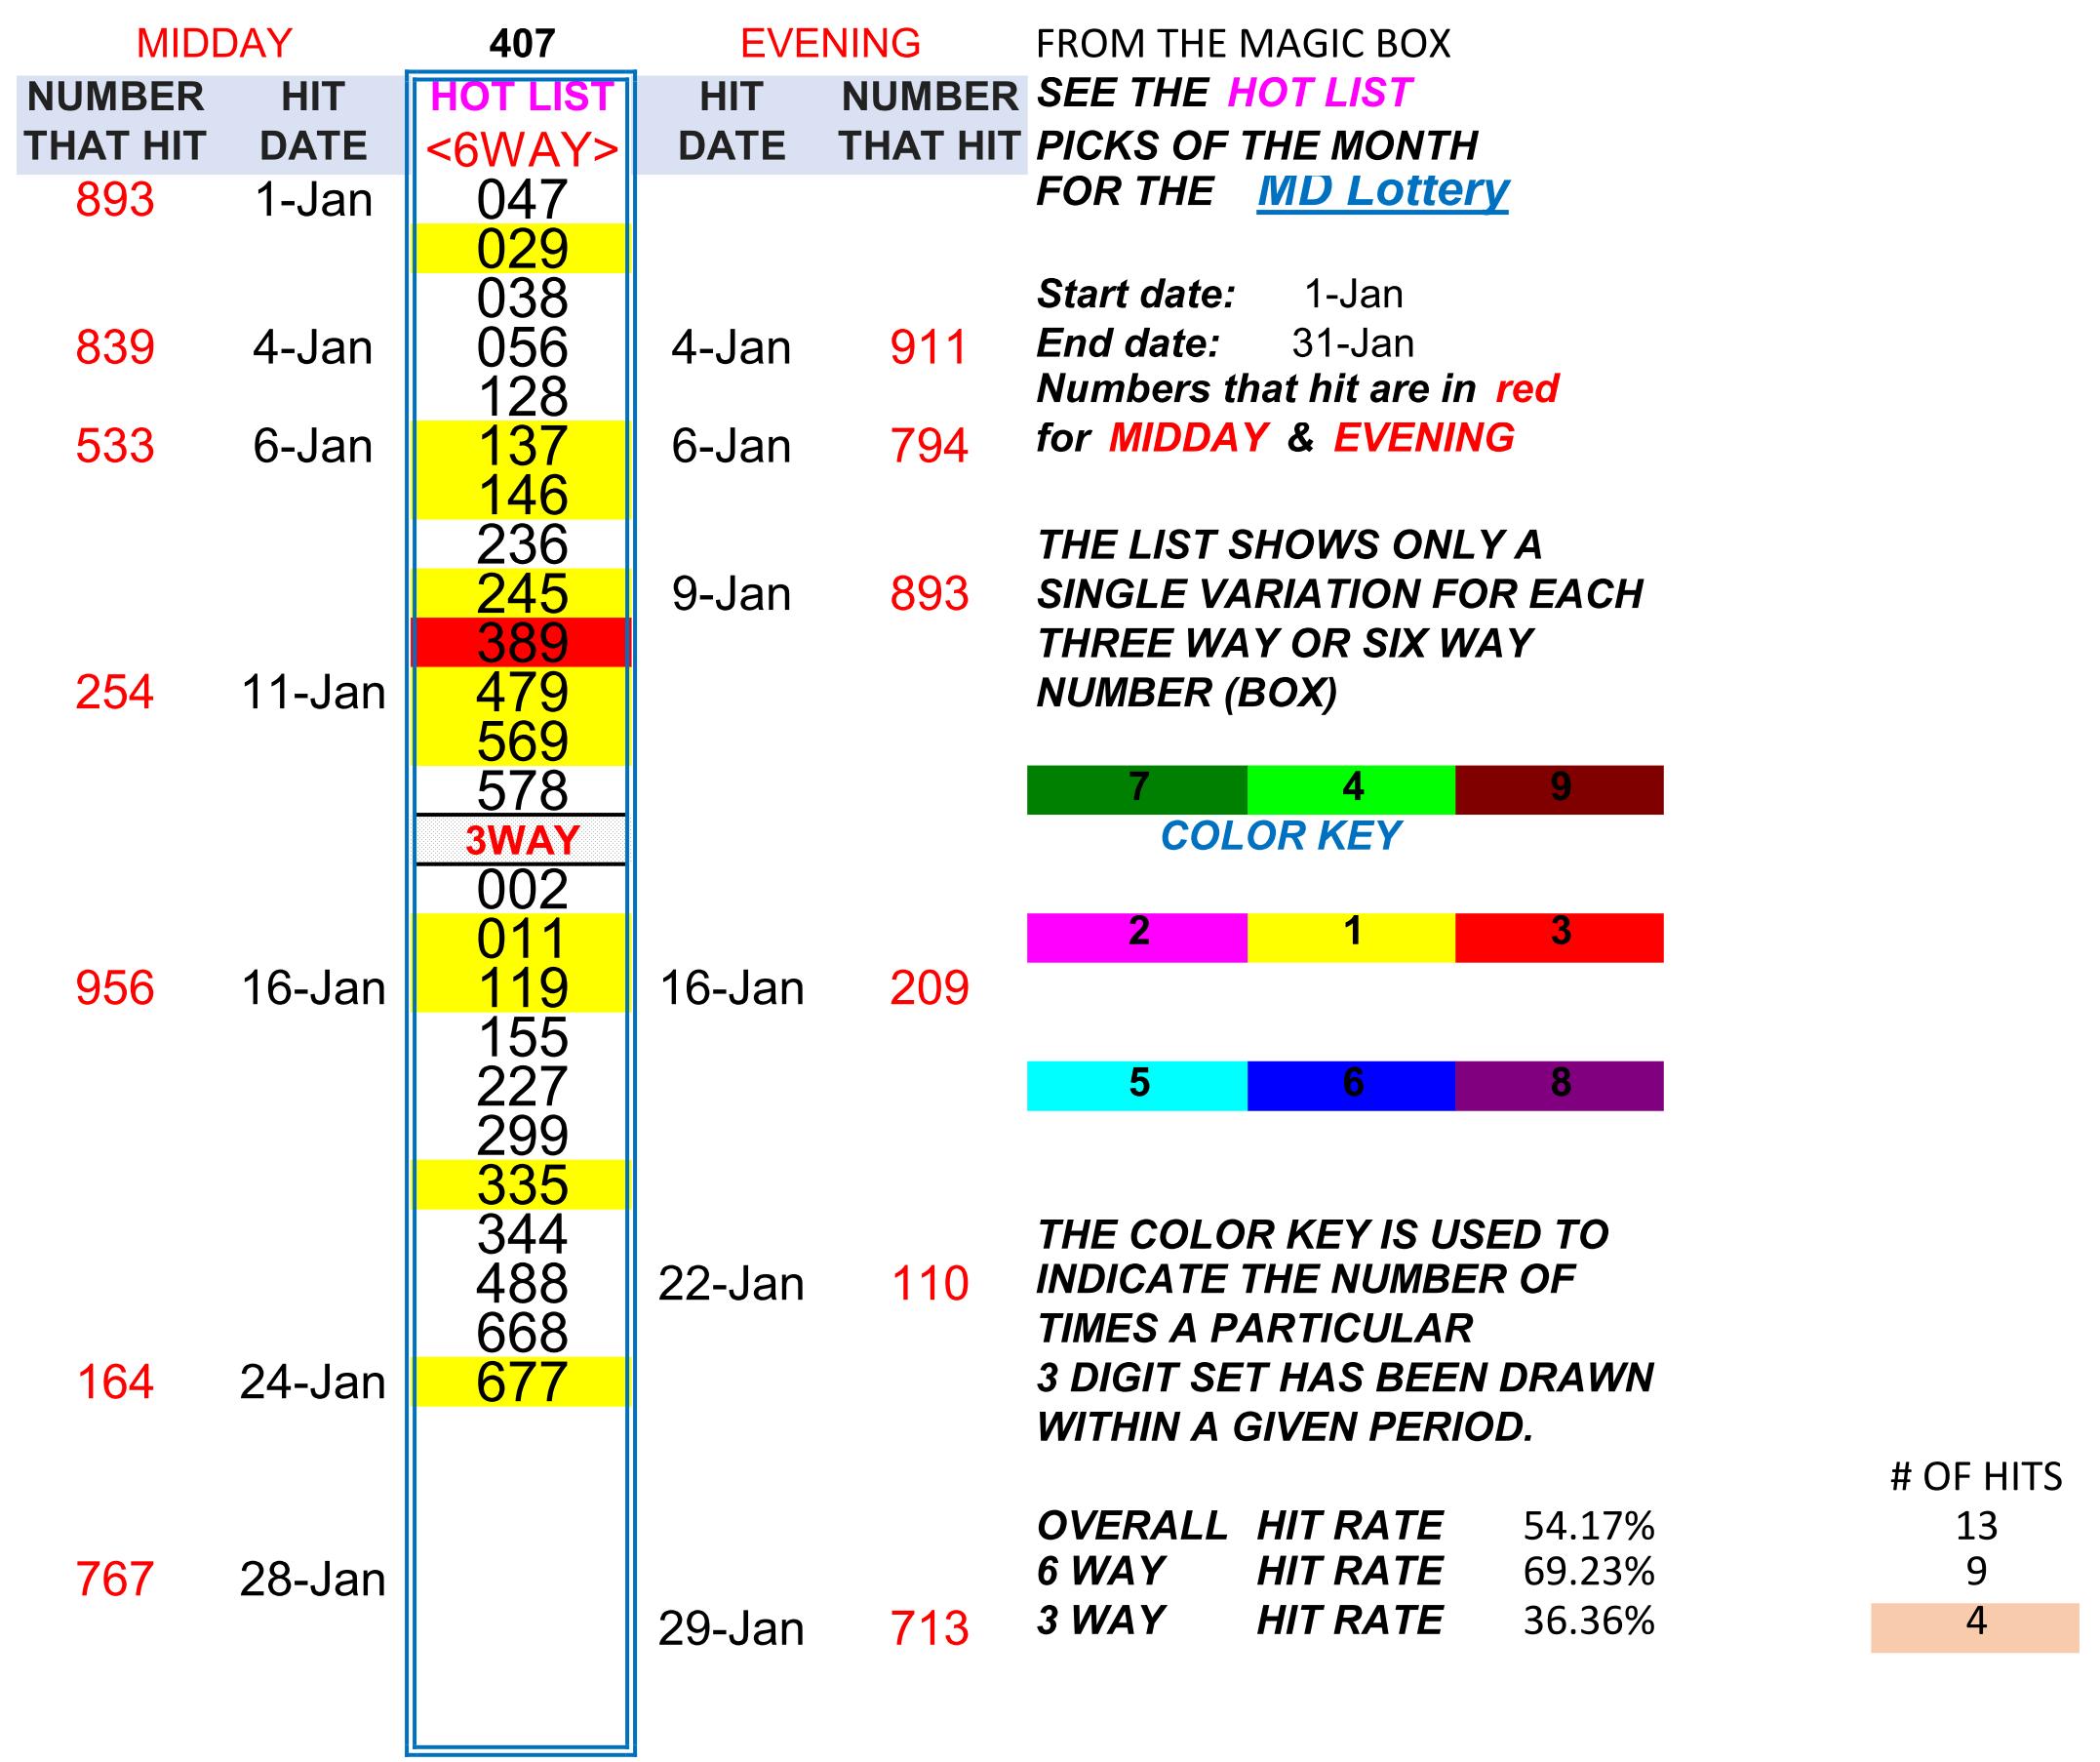 MIDDAY 407 EVENING FROM THE MAGIC BOX
NUMBER HIT HOT LIST HIT NUMBER SEE THE HOT LIST
THAT HIT DATE <6WAY> DATE THAT HIT PICKS OF THE MONTH
893 1-Jan 047 FOR THE MD Lottery
029
038 Start date: 1-Jan
839 4-Jan 056 4-Jan 911 End date: 31-Jan
128 Numbers that hit are in red
533 6-Jan 137 6-Jan 794 for MIDDAY & EVENING
146
236 THE LIST SHOWS ONLY A
245 9-Jan 893 SINGLE VARIATION FOR EACH
389 THREE WAY OR SIX WAY
254 11-Jan 479 NUMBER (BOX)
569
578 7 4 9
3WAY COLOR KEY
002
011 2 1 3
956 16-Jan 119 16-Jan 209
155
227 5 6 8
299
335
344 THE COLOR KEY IS USED TO
488 22-Jan 110 INDICATE THE NUMBER OF
668 TIMES A PARTICULAR
164 24-Jan 677 3 DIGIT SET HAS BEEN DRAWN
WITHIN A GIVEN PERIOD.
# OF HITS
OVERALL HIT RATE 54.17% 13
767 28-Jan 6 WAY HIT RATE 69.23% 9
29-Jan 713 3 WAY HIT RATE 36.36% 4